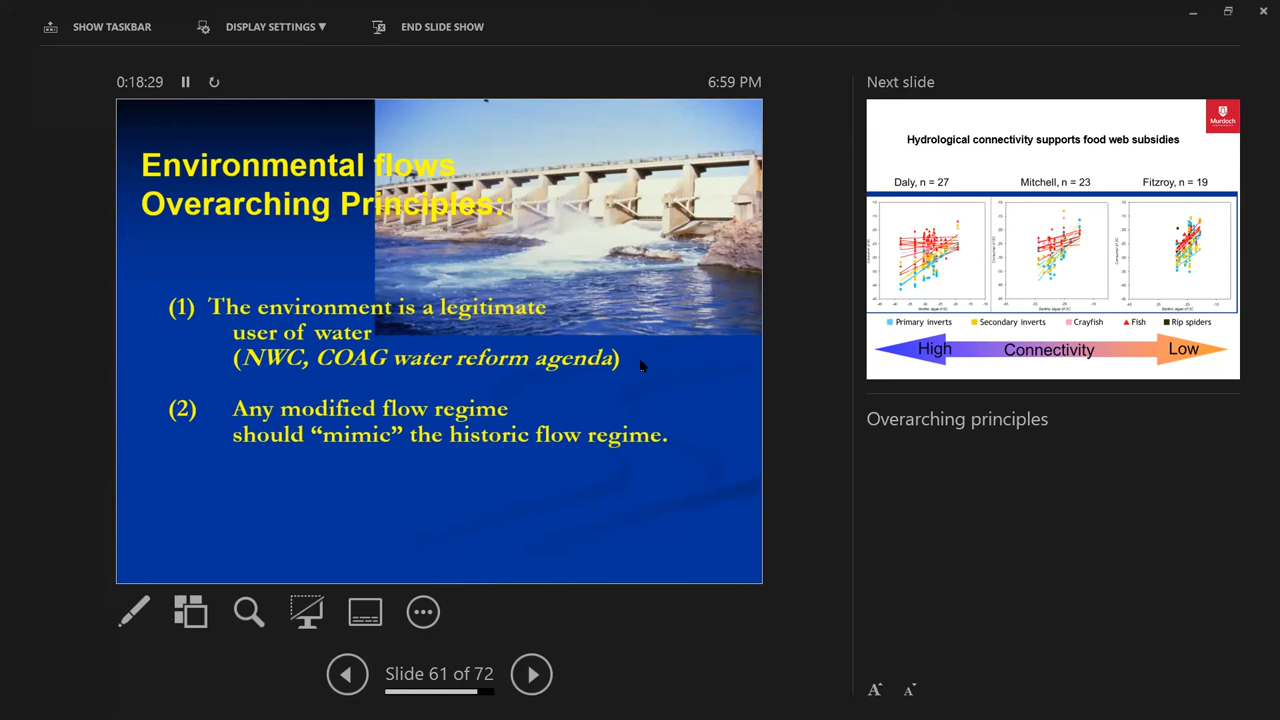 SHOW TASKBAR
DISPLAY SETTINGS ▼
END SLIDE SHOW
0:18:29
6:59 PM
Environmental flows
Overarching Principles:
(1) The environment is a legitimate
user of water
(NWC, COAG water reform agenda)
(2) Any modified flow regime
should “mimic” the historic flow regime.
Slide 61 of 72
Next slide
Murdoch
UNIVERSITY
Hydrological connectivity supports food web subsidies
Daly, n = 27
Mitchell, n = 23
Fitzroy, n = 19
Primary inverts
Secondary inverts
Crayfish
Fish
Rip spiders
High
Connectivity
Low
Overarching principles
A
A